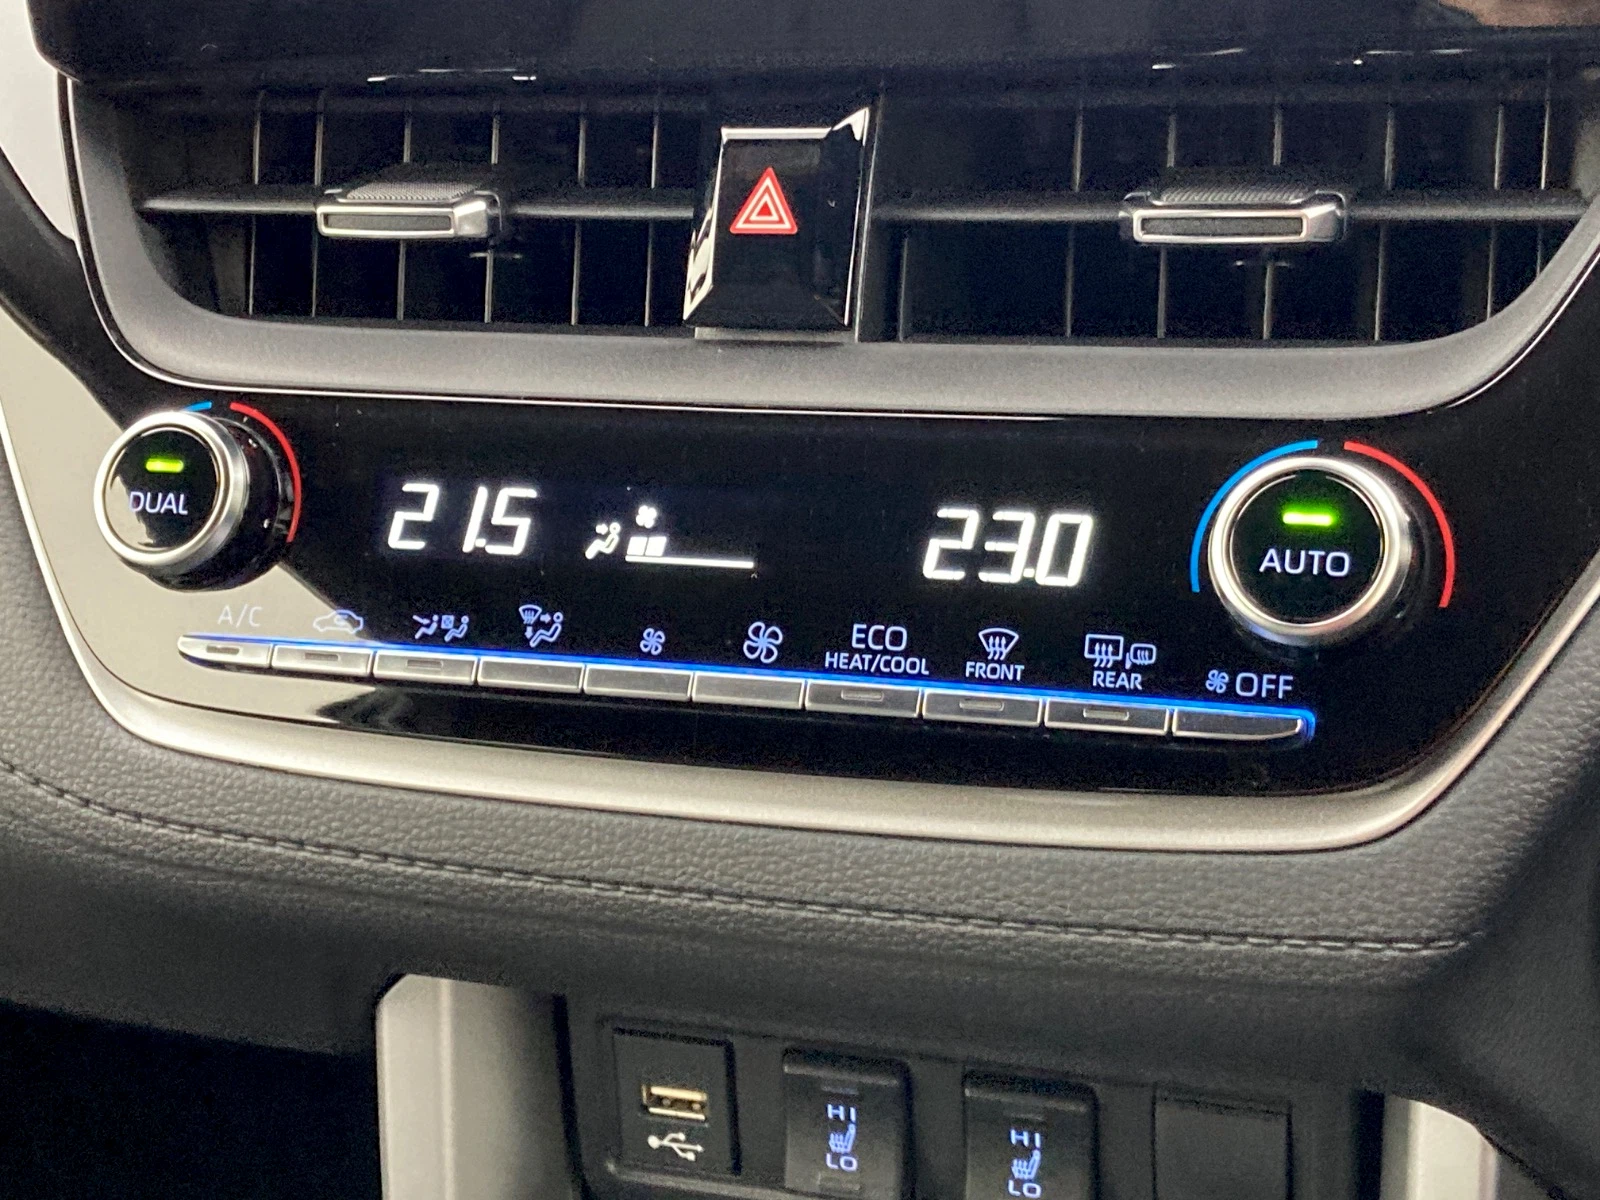 DUAL
21.5
23.0
AUTO
A/C
ECO
HEAT/COOL
FRONT
REAR
OFF
HI
LO
HI
LO